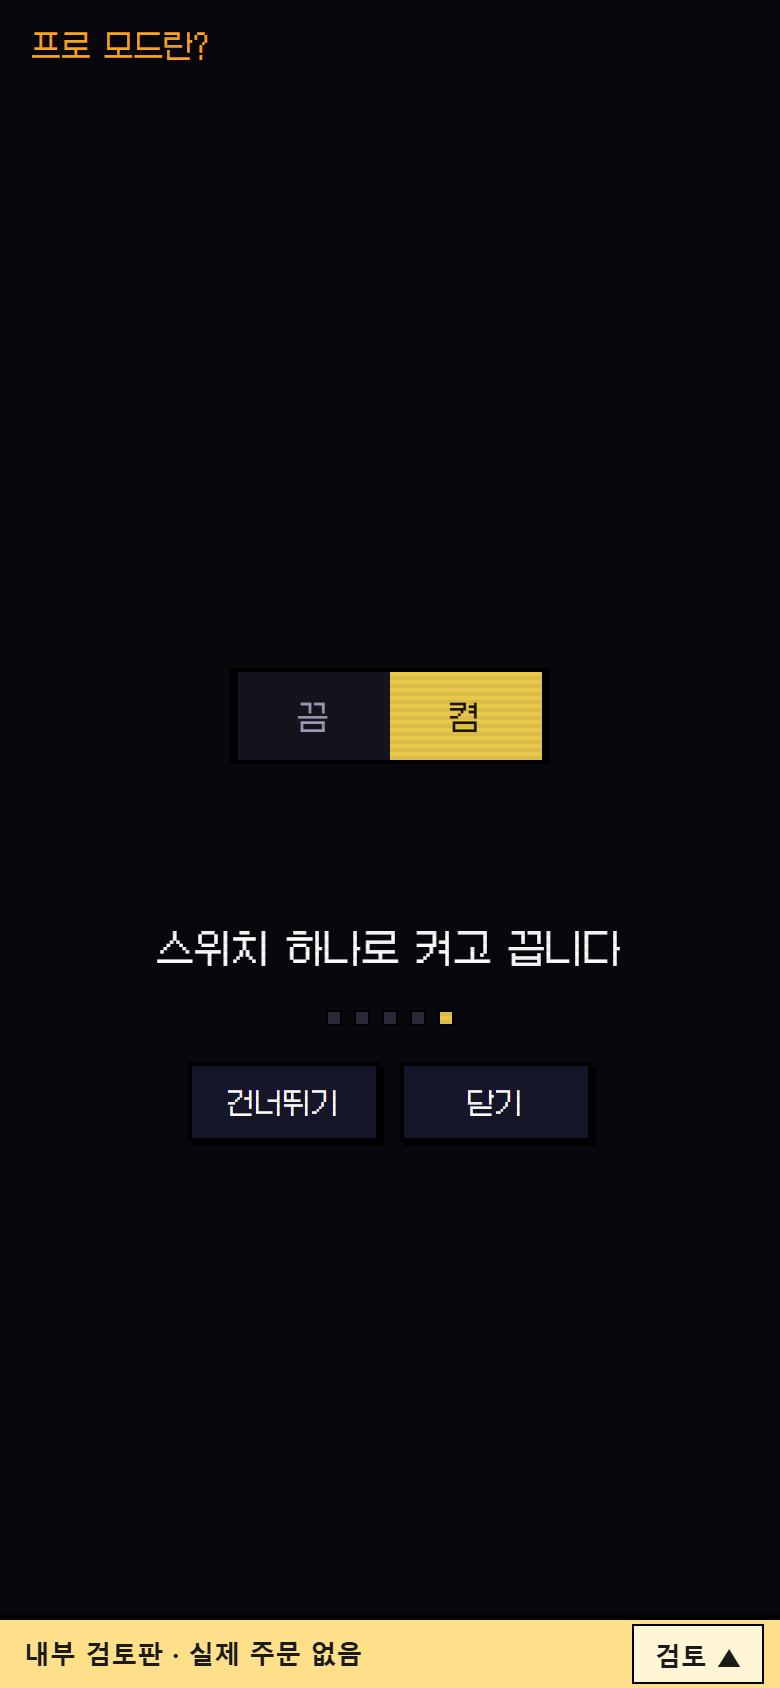 프로 모드란?
끔 켬
스위치 하나로 켜고 끕니다
건너뛰기 닫기
내부 검토판 · 실제 주문 없음 검토 ▲